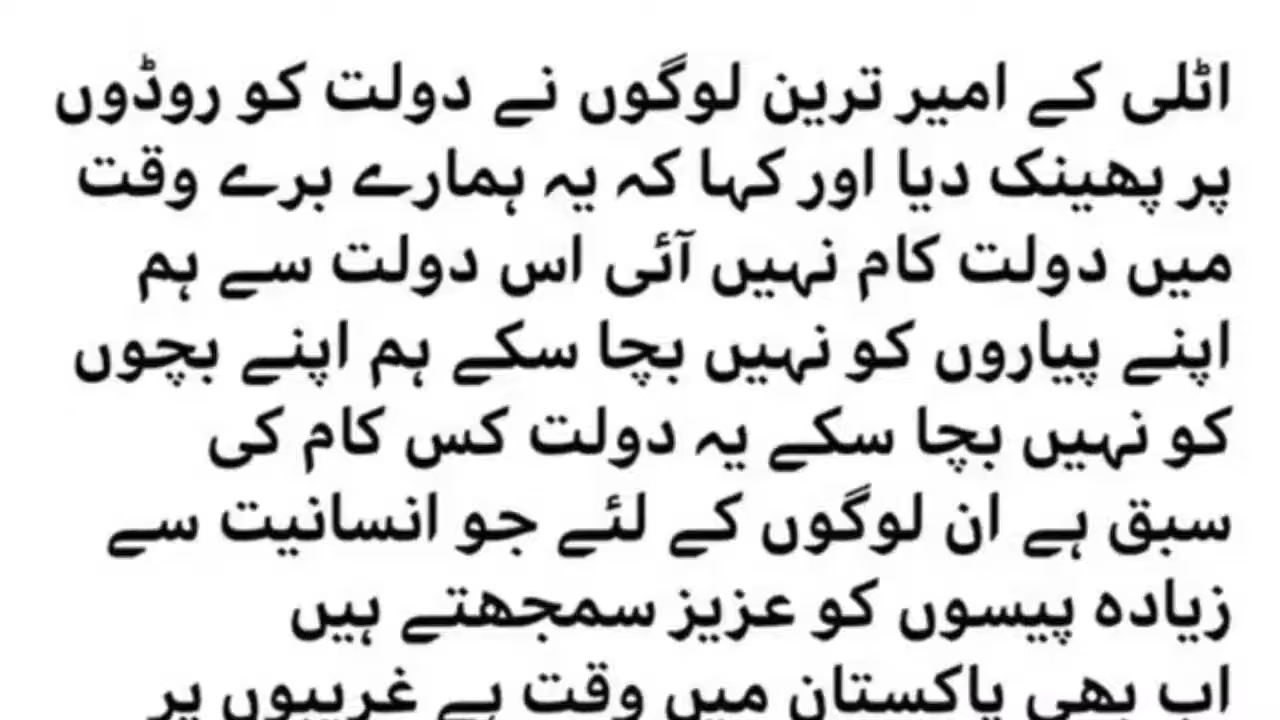 اٹلی کے امیر ترین لوگوں نے دولت کو روڈوں
پر پھینک دیا اور کہا کہ یہ ہمارے برے وقت
میں دولت کام نہیں آئی اس دولت سے ہم
اپنے پیاروں کو نہیں بچا سکے ہم اپنے بچوں
کو نہیں بچا سکے یہ دولت کس کام کی
سبق ہے ان لوگوں کے لئے جو انسانیت سے
زیادہ پیسوں کو عزیز سمجھتے ہیں
اب بھی پاکستان میں وقت ہے غریبوں پر